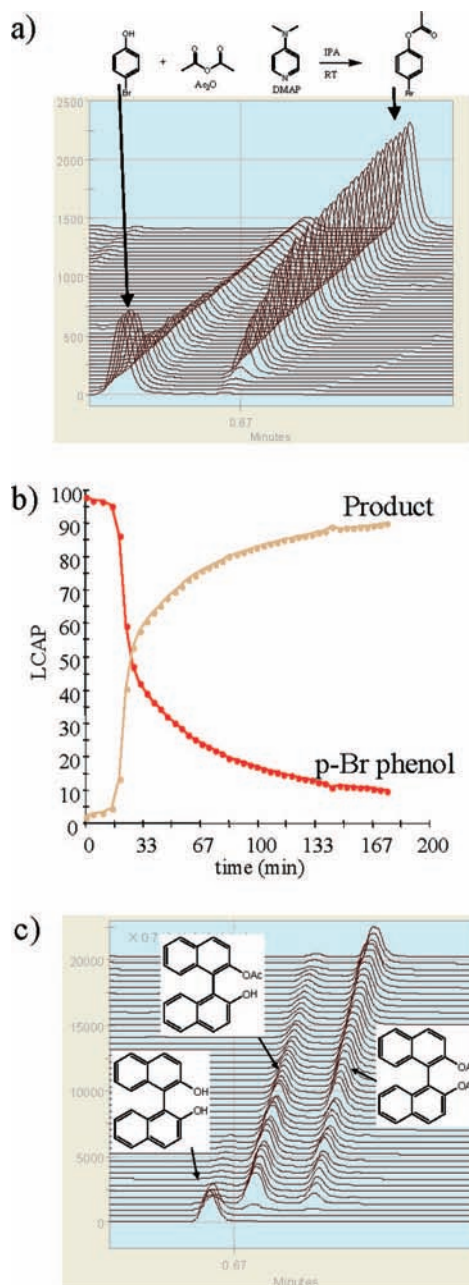 a)
OH
Br
+
O O
O
Ac₂O
N
N
DMAP
IPA
RT
O
O
Br
2500
2000
1500
1000
500
0
0.67
Minutes
b)
100
90
80
70
60
50
40
30
20
10
0
LCAP
Product
p-Br phenol
0 33 67 100 133 167 200
time (min)
c)
X 0.7
20000
15000
10000
5000
0
OAc
OH
OH
OH
0.67
Minutes